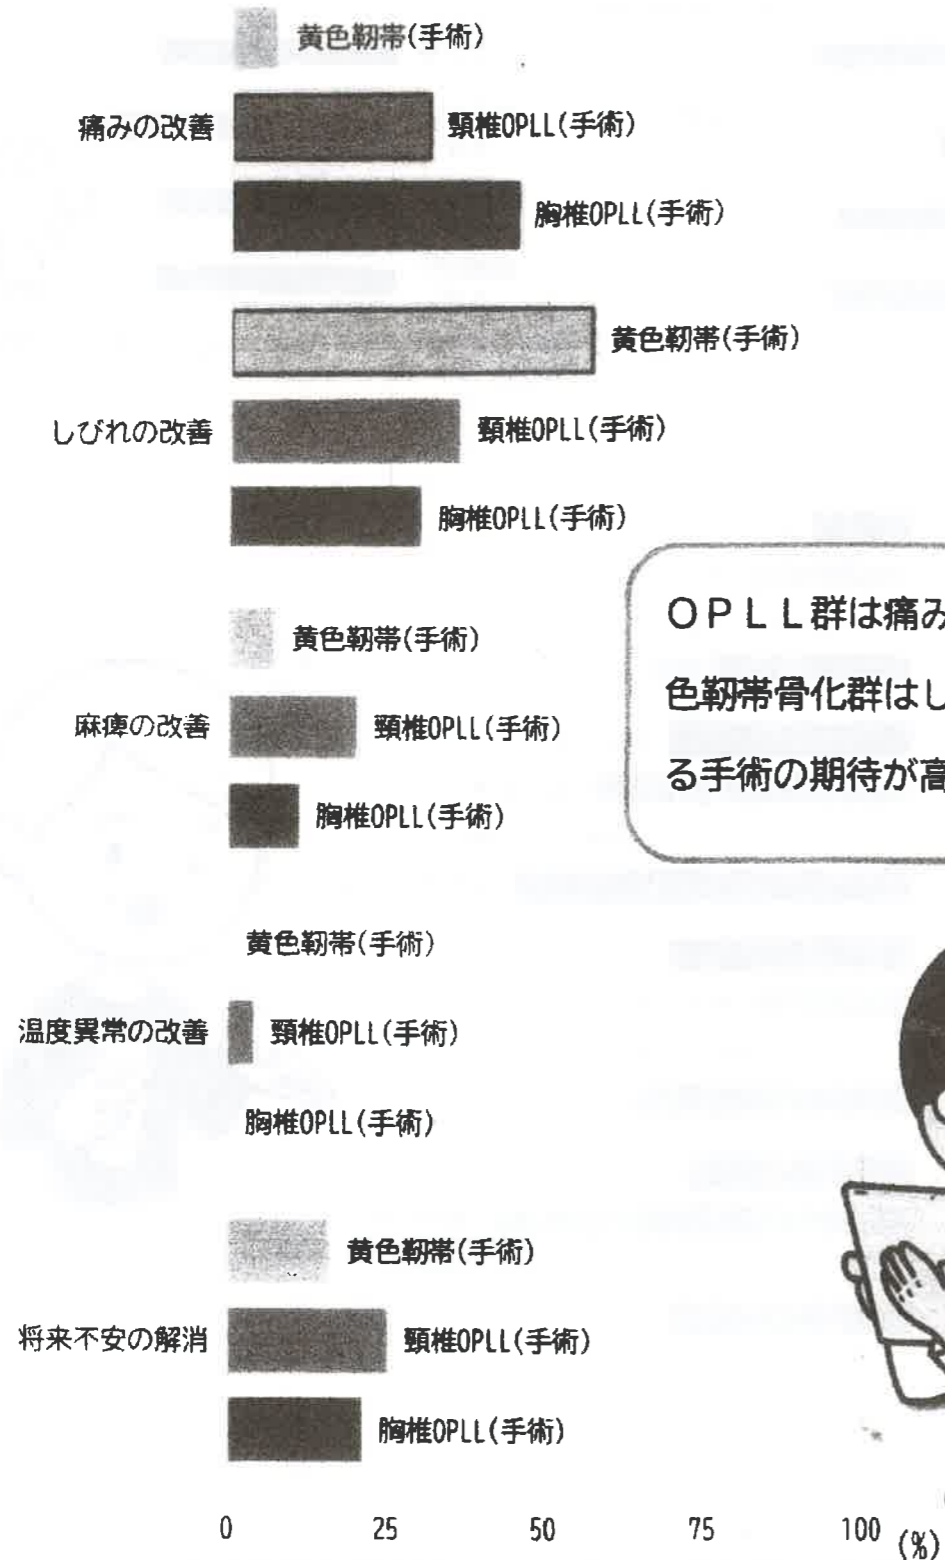 黄色靭帯(手術)
痛みの改善
頸椎OPLL(手術)
胸椎OPLL(手術)
黄色靭帯(手術)
しびれの改善
頸椎OPLL(手術)
胸椎OPLL(手術)
OPLL群は痛み
色靭帯骨化群はし
る手術の期待が高
黄色靭帯(手術)
麻痺の改善
頸椎OPLL(手術)
胸椎OPLL(手術)
黄色靭帯(手術)
温度異常の改善
頸椎OPLL(手術)
胸椎OPLL(手術)
黄色靭帯(手術)
将来不安の解消
頸椎OPLL(手術)
胸椎OPLL(手術)
0 25 50 75 100 (%)